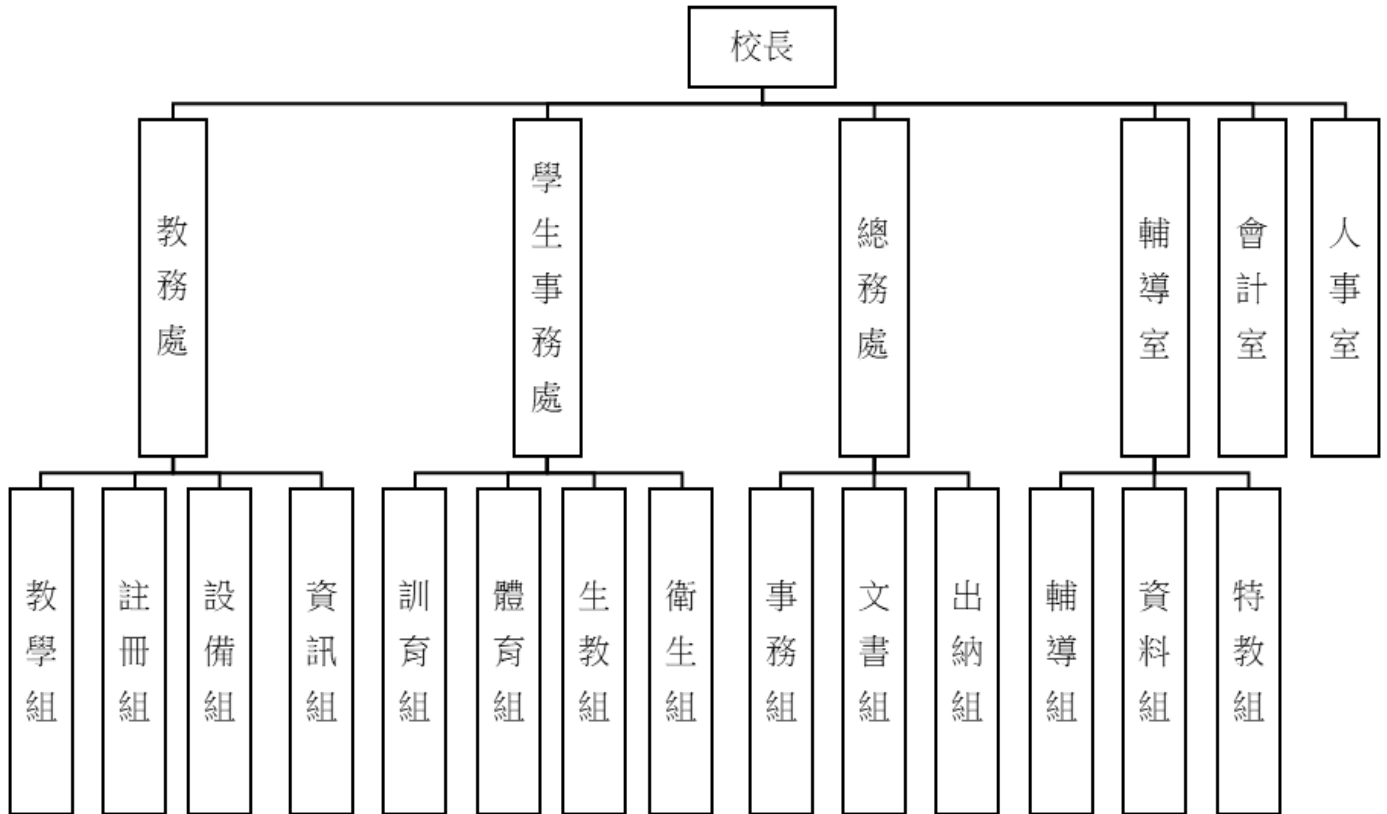 校長
教務處
學生事務處
總務處
輔導室
會計室
人事室
教學組
註冊組
設備組
資訊組
訓育組
體育組
生教組
衛生組
事務組
文書組
出納組
輔導組
資料組
特教組